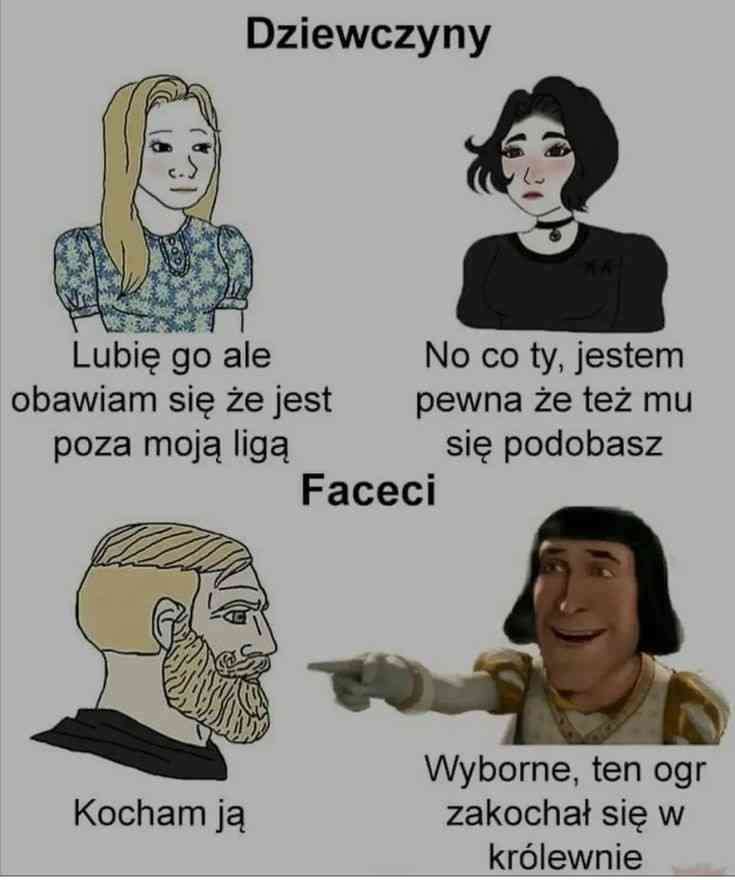 Dziewczyny
Lubię go ale
obawiam się że jest
poza moją ligą
No co ty, jestem
pewna że też mu
się podobasz
Faceci
Kocham ją
Wyborne, ten ogr
zakochał się w
królewnie